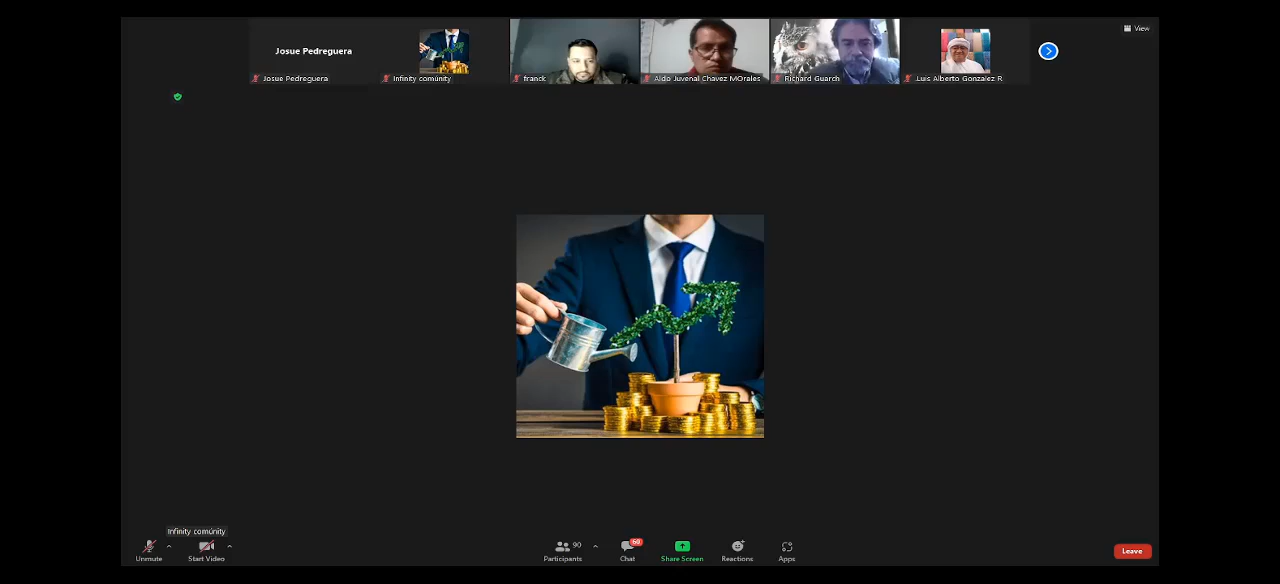 View
Josue Pedreguera
Josue Pedreguera
Infinity comúnity
franck
Aldo Juvenal Chavez MOrales
Richard Guarch
Luis Alberto Gonzalez R
Infinity comúnity
Unmute
Start Video
Participants
90
Chat
60
Share Screen
Reactions
Apps
Leave